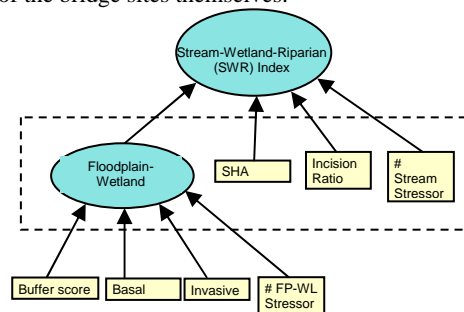 of the bridge sites themselves.
Stream-Wetland-Riparian
(SWR) Index
Floodplain-
Wetland
SHA
Incision
Ratio
#
Stream
Stressor
Buffer score
Basal
Invasive
# FP-WL
Stressor